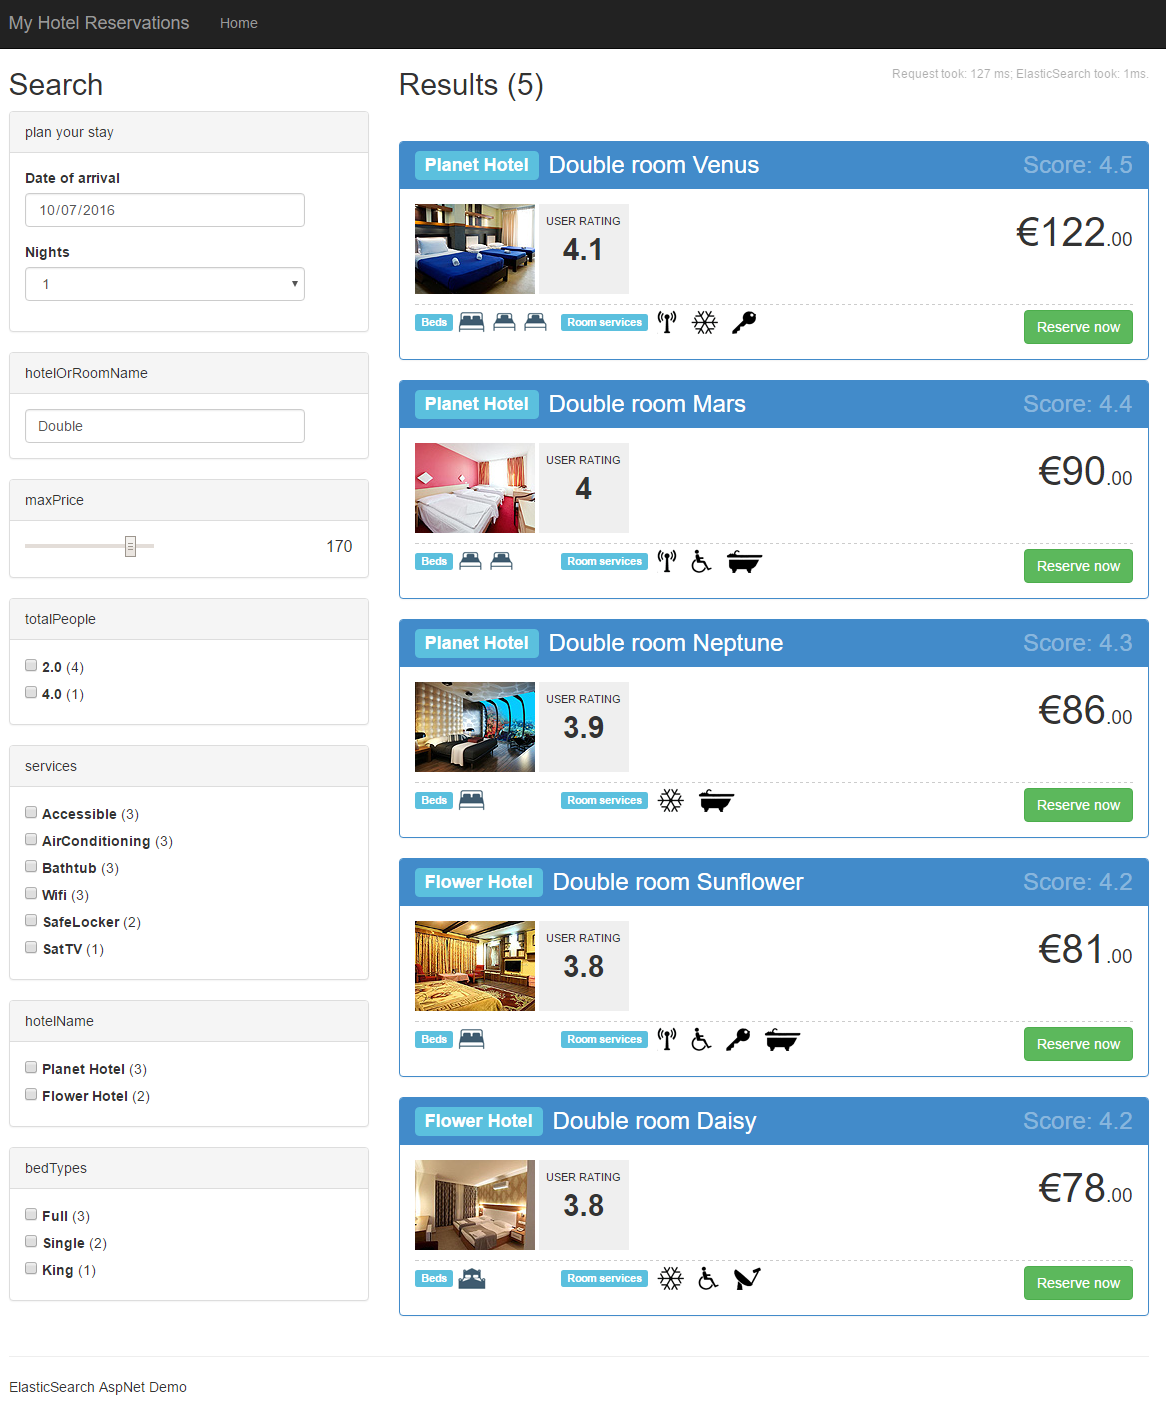 My Hotel Reservations Home
Search
plan your stay
Date of arrival
10/07/2016
Nights
1
hotelOrRoomName
Double
maxPrice
170
totalPeople
2.0 (4)
4.0 (1)
services
Accessible (3)
AirConditioning (3)
Bathtub (3)
Wifi (3)
SafeLocker (2)
SatTV (1)
hotelName
Planet Hotel (3)
Flower Hotel (2)
bedTypes
Full (3)
Single (2)
King (1)
Results (5)
Request took: 127 ms; ElasticSearch took: 1ms.
Planet Hotel Double room Venus Score: 4.5
USER RATING
4.1
€122.00
Beds Room services Reserve now
Planet Hotel Double room Mars Score: 4.4
USER RATING
4
€90.00
Beds Room services Reserve now
Planet Hotel Double room Neptune Score: 4.3
USER RATING
3.9
€86.00
Beds Room services Reserve now
Flower Hotel Double room Sunflower Score: 4.2
USER RATING
3.8
€81.00
Beds Room services Reserve now
Flower Hotel Double room Daisy Score: 4.2
USER RATING
3.8
€78.00
Beds Room services Reserve now
ElasticSearch AspNet Demo